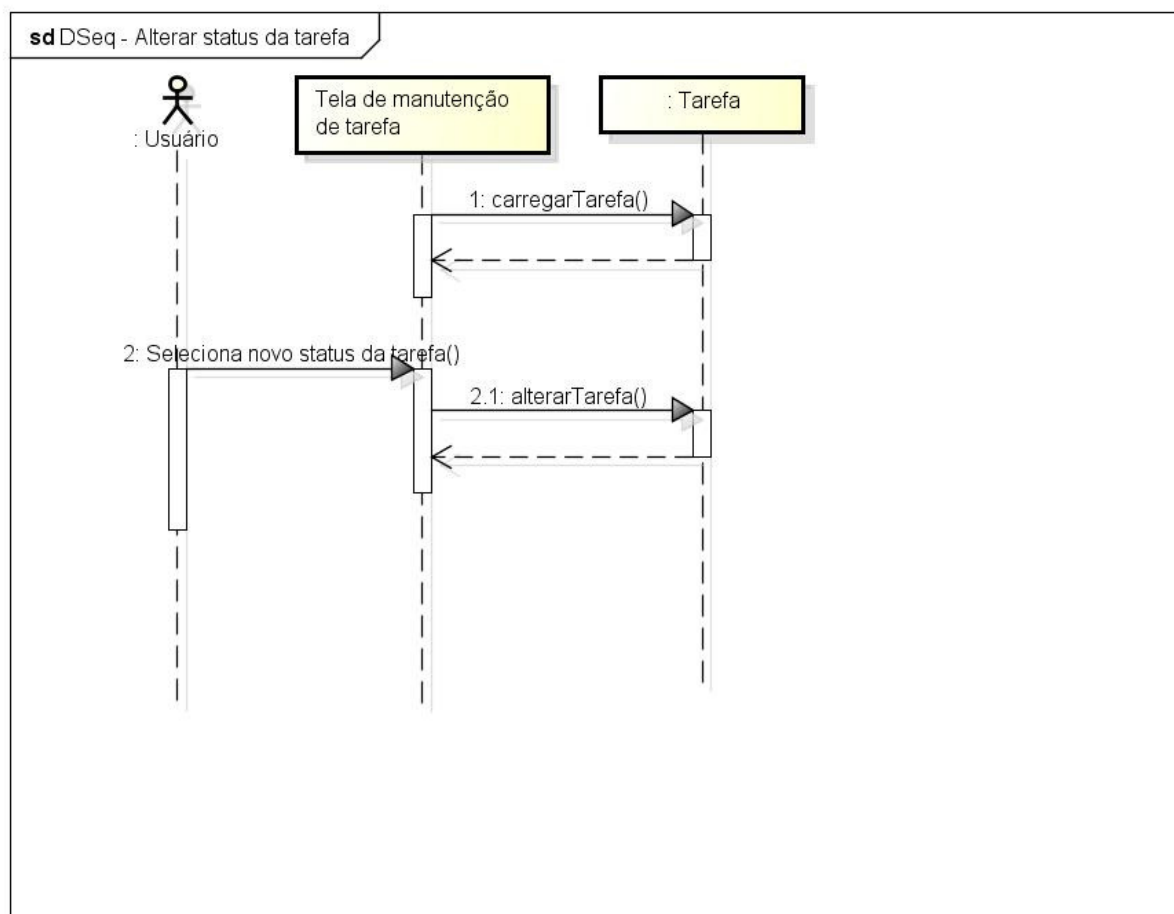 sd DSeq - Alterar status da tarefa
: Usuário
Tela de manutenção
de tarefa
: Tarefa
1: carregarTarefa()
2: Seleciona novo status da tarefa()
2.1: alterarTarefa()